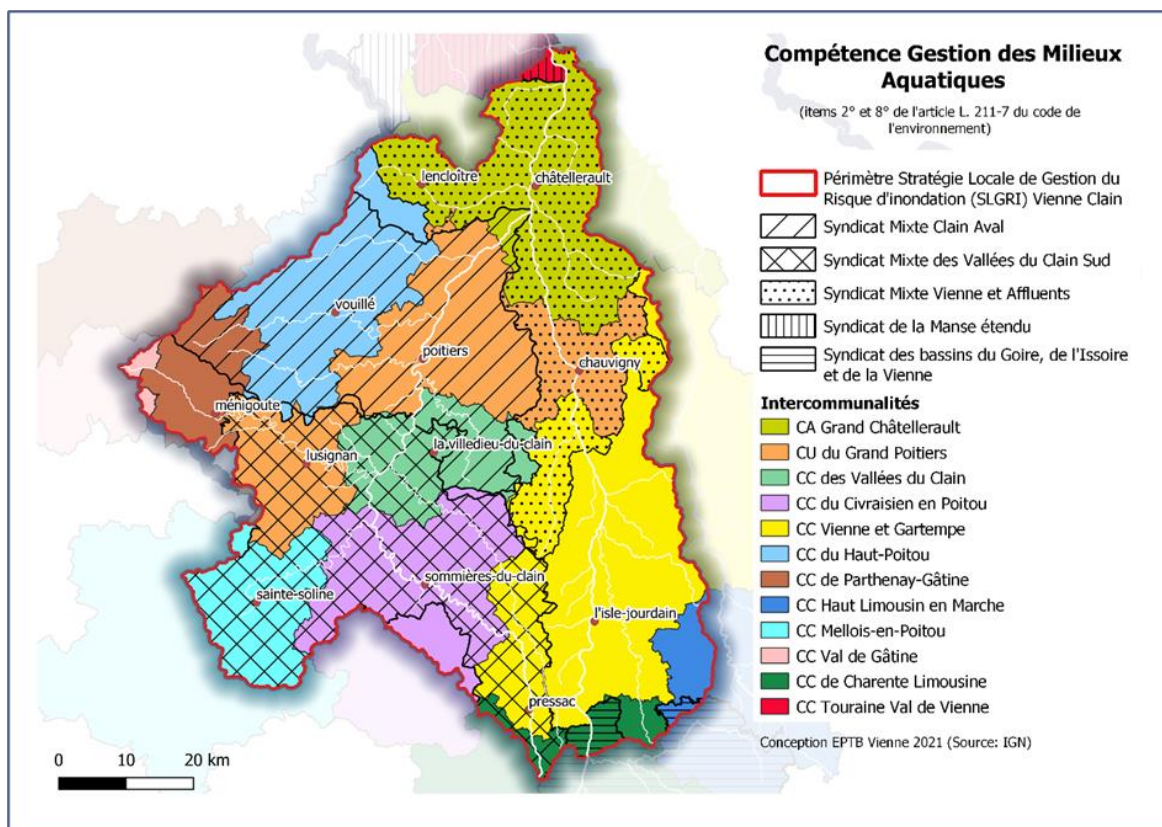 Compétence Gestion des Milieux
Aquatiques
(items 2° et 8° de l'article L. 211-7 du code de
l'environnement)
Périmètre Stratégie Locale de Gestion du
Risque d'inondation (SLGRI) Vienne Clain
Syndicat Mixte Clain Aval
Syndicat Mixte des Vallées du Clain Sud
Syndicat Mixte Vienne et Affluents
Syndicat de la Manse étendu
Syndicat des bassins du Goire, de l'Issoire
et de la Vienne
Intercommunalités
CA Grand Châtellerault
CU du Grand Poitiers
CC des Vallées du Clain
CC du Civraisien en Poitou
CC Vienne et Gartempe
CC du Haut-Poitou
CC de Parthenay-Gâtine
CC Haut Limousin en Marche
CC Mellois-en-Poitou
CC Val de Gâtine
CC de Charente Limousine
CC Touraine Val de Vienne
Conception EPTB Vienne 2021 (Source: IGN)
lencloître
châtellerault
vouillé
poitiers
chauvigny
ménigoute
lusignan
la villedieu-du-clain
sommières-du-clain
sainte-soline
l'isle-jourdain
pressac
0 10 20 km